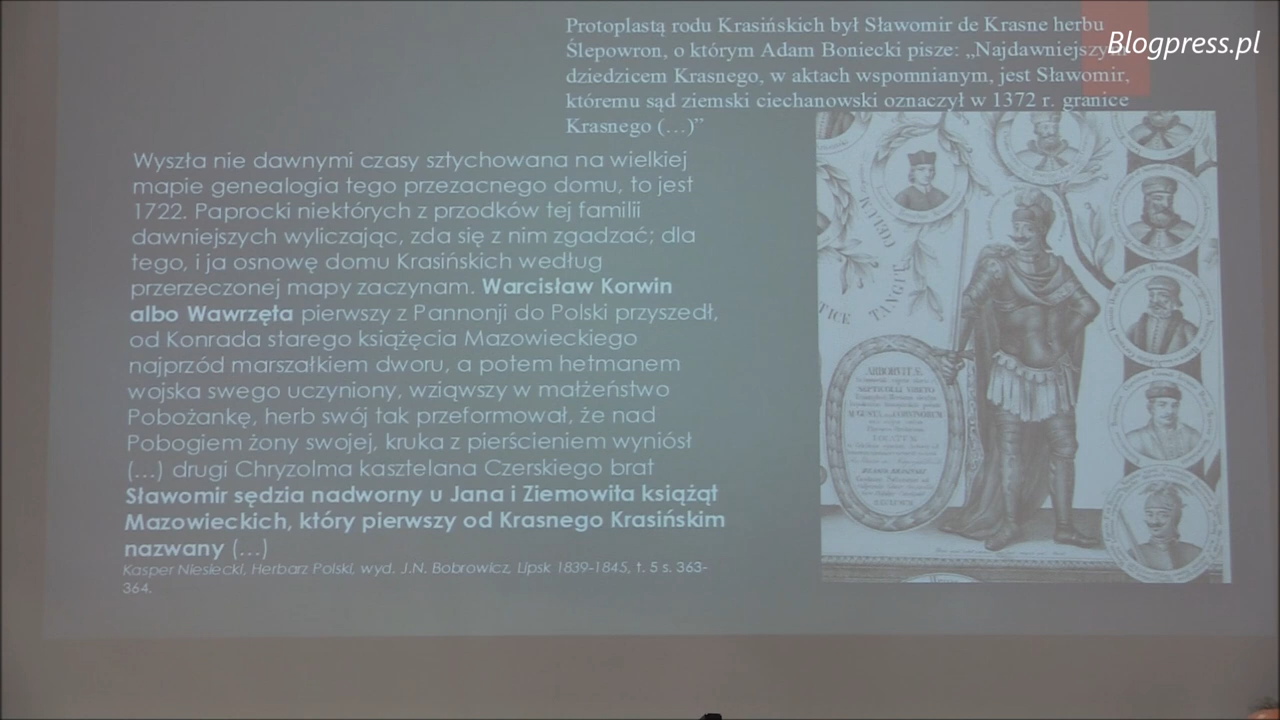 Protoplastą rodu Krasińskich był Sławomir de Krasne herbu
Ślepowron, o którym Adam Boniecki pisze: „Najdawniejszym
dziedzicem Krasnego, w aktach wspomnianym, jest Sławomir,
któremu sąd ziemski ciechanowski oznaczył w 1372 r. granice
Krasnego (…)”
Blogpress.pl
Wyszła nie dawnymi czasy sztychowana na wielkiej
mapie genealogia tego przezacnego domu, to jest
1722. Paprocki niektórych z przodków tej familii
dawniejszych wyliczając, zda się z nim zgadzać; dla
tego, i ja osnowę domu Krasińskich według
przerzeczonej mapy zaczynam. Warcisław Korwin
albo Wawrzęta pierwszy z Pannonji do Polski przyszedł,
od Konrada starego książęcia Mazowieckiego
najprzód marszałkiem dworu, a potem hetmanem
wojska swego uczyniony, wziąwszy w małżeństwo
Pobożankę, herb swój tak przeformował, że nad
Pobogiem żony swojej, kruka z pierścieniem wyniósł
(…) drugi Chryzolma kasztelana Czerskiego brat
Sławomir sędzia nadworny u Jana i Ziemowita książąt
Mazowieckich, który pierwszy od Krasnego Krasińskim
nazwany (…)
Kasper Niesiecki, Herbarz Polski, wyd. J.N. Bobrowicz, Lipsk 1839-1845, t. 5 s. 363-
364.
COELUM
TANGIT
ARBOR VITAE